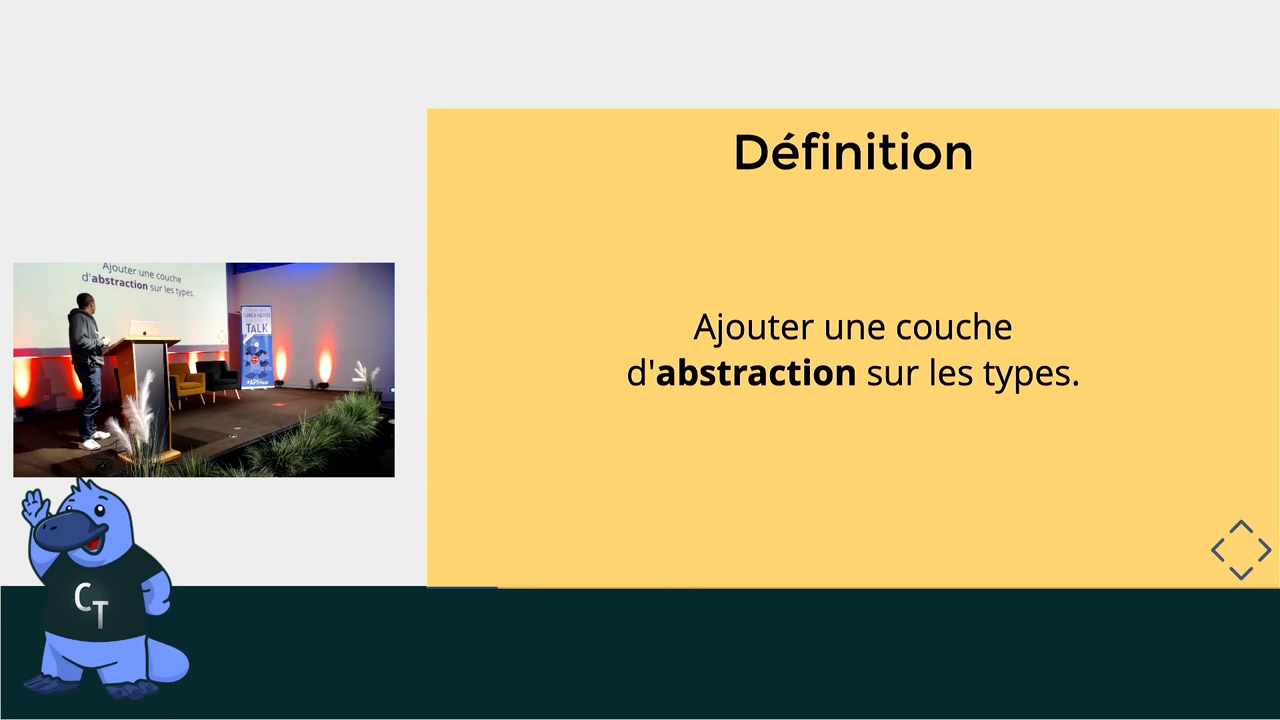 Définition
Ajouter une couche
d'abstraction sur les types.
Ajouter une couche
d'abstraction sur les types.
TALK
CT